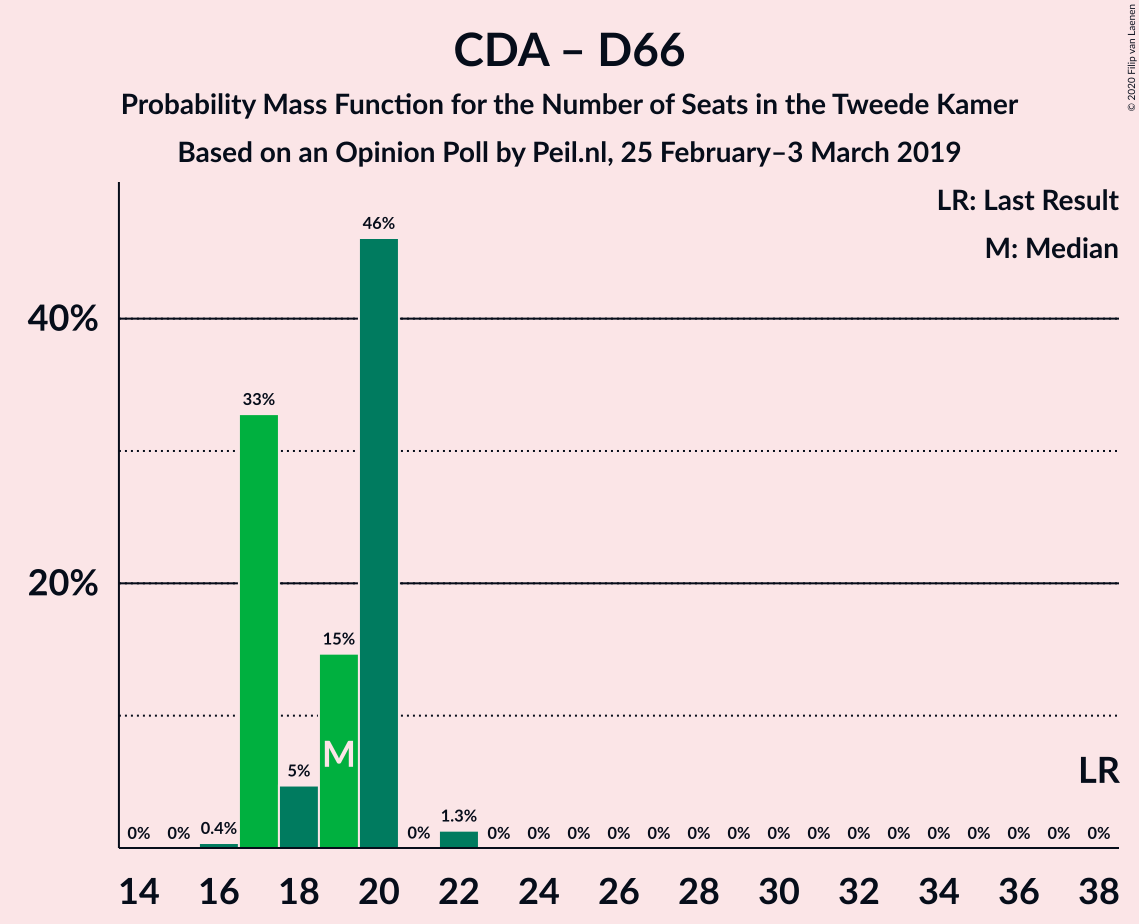 CDA – D66
Probability Mass Function for the Number of Seats in the Tweede Kamer
Based on an Opinion Poll by Peil.nl, 25 February–3 March 2019
© 2020 Filip van Laenen
LR: Last Result
M: Median
40%
20%
0% 0% 0.4% 33% 5% 15% 46% 0% 1.3% 0% 0% 0% 0% 0% 0% 0% 0% 0% 0% 0% 0% 0% 0% 0% 0%
M
LR
14 16 18 20 22 24 26 28 30 32 34 36 38